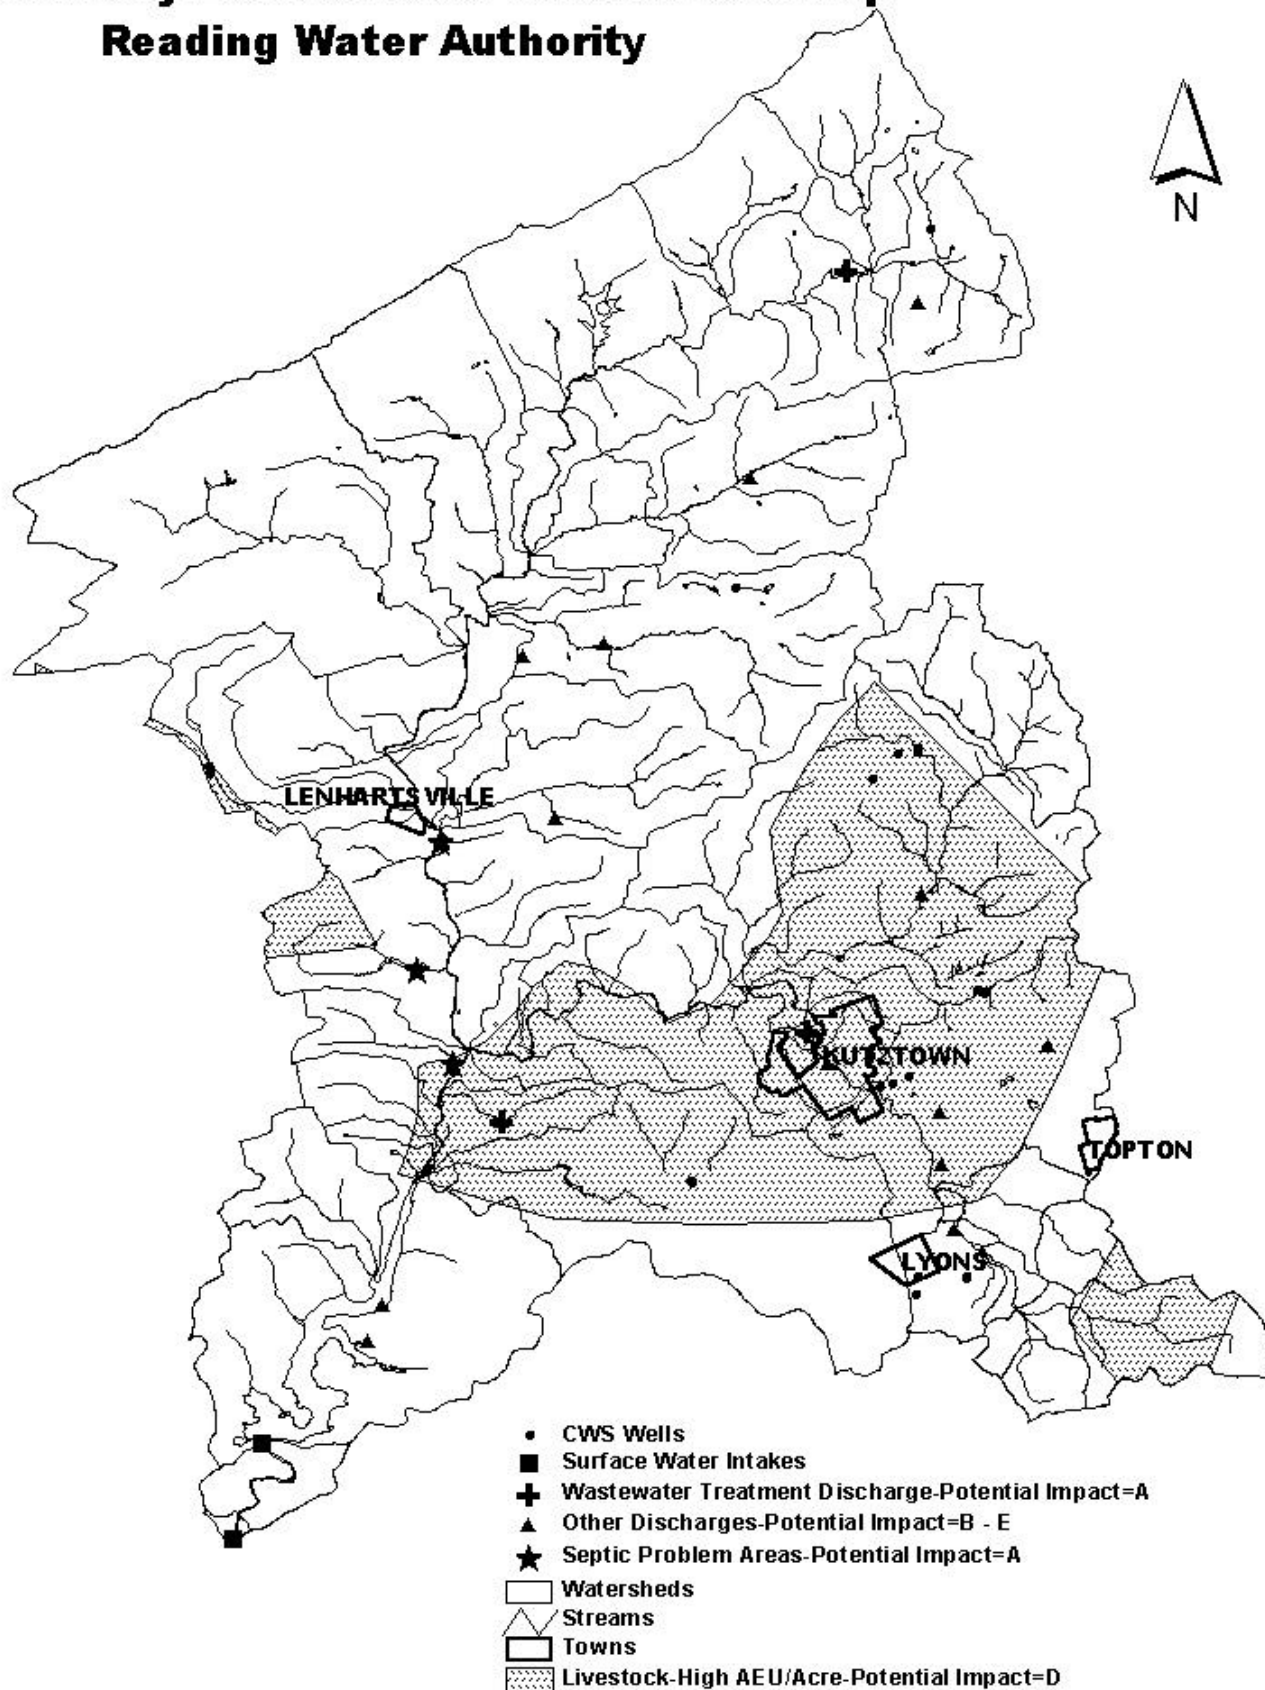 Reading Water Authority
N
LENHARTSVILLE
KUTZTOWN
TOPTON
LYONS
CWS Wells
Surface Water Intakes
Wastewater Treatment Discharge-Potential Impact=A
Other Discharges-Potential Impact=B - E
Septic Problem Areas-Potential Impact=A
Watersheds
Streams
Towns
Livestock-High AEU/Acre-Potential Impact=D